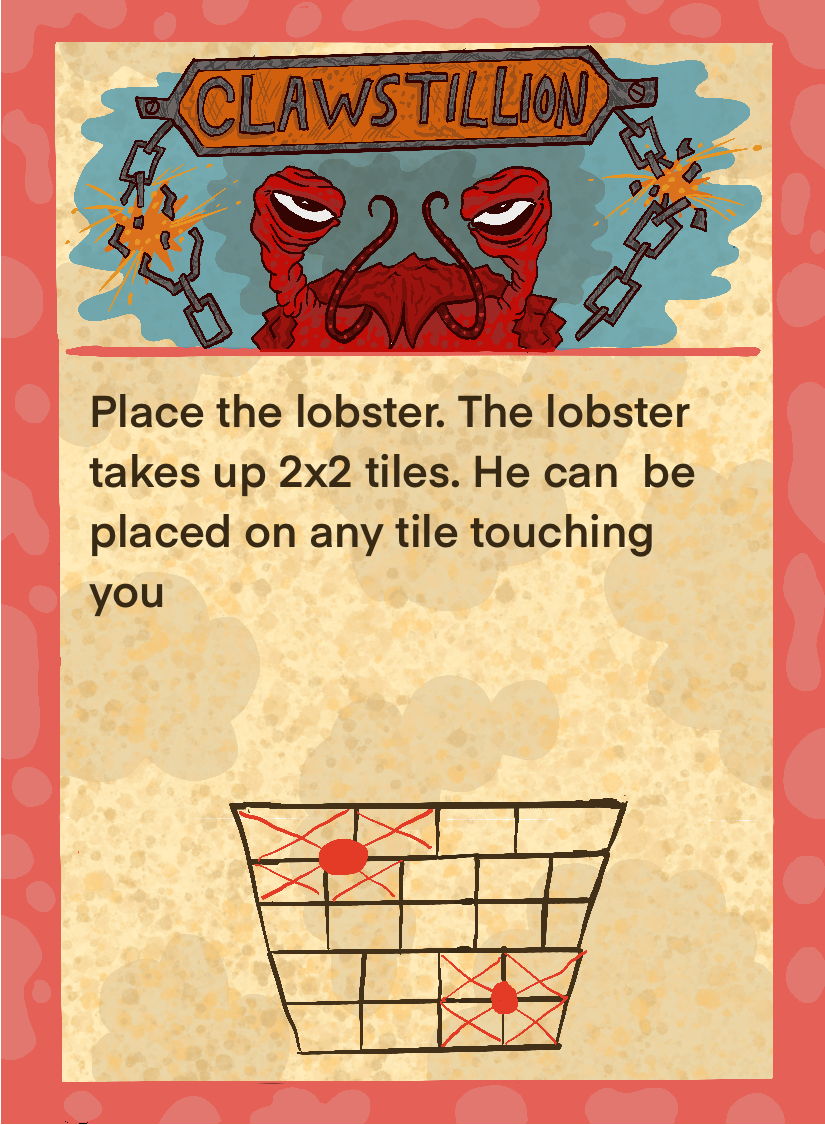 CLAWSTILLION
Place the lobster. The lobster
takes up 2x2 tiles. He can  be
placed on any tile touching
you